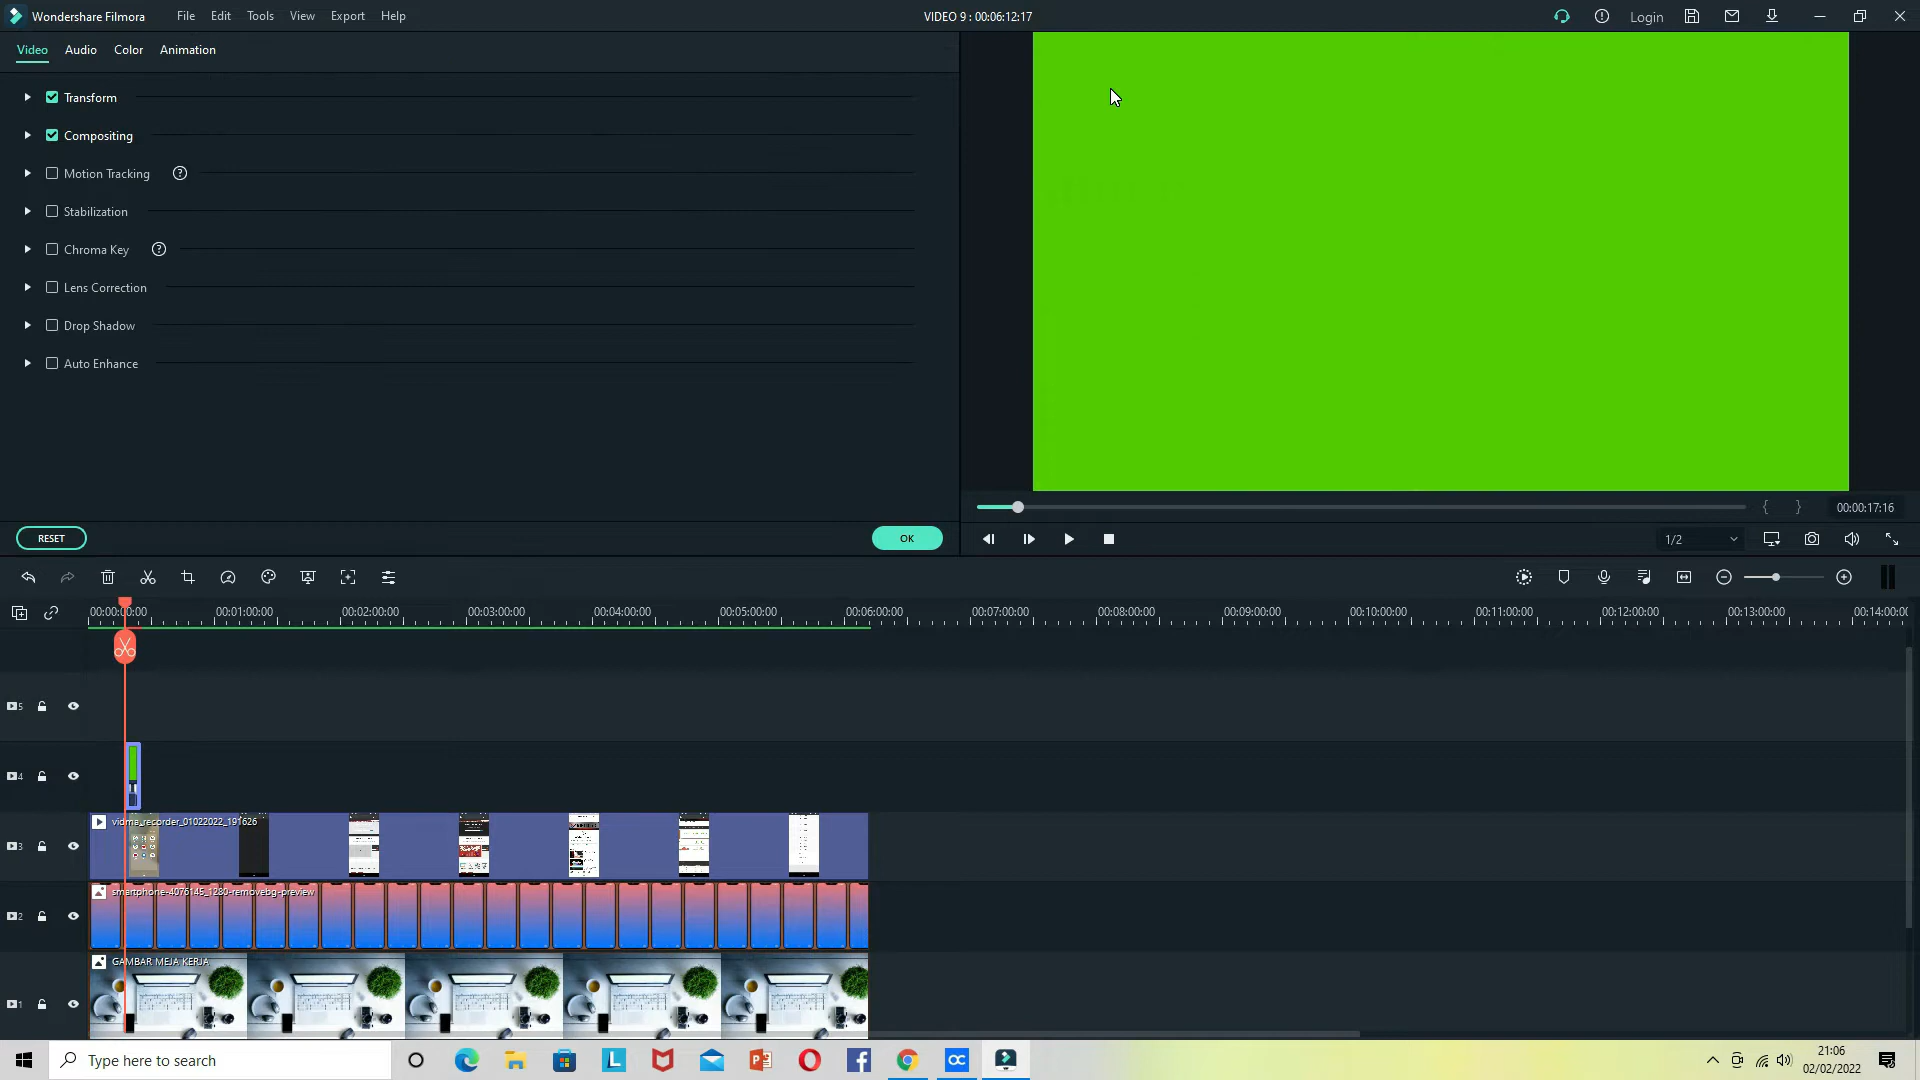 Wondershare Filmora File Edit Tools View Export Help VIDEO 9 : 00:06:12:17 Login
Video Audio Color Animation
Transform
Compositing
Motion Tracking ?
Stabilization
Chroma Key ?
Lens Correction
Drop Shadow
Auto Enhance
00:00:17:16
RESET OK 1/2
00:00:00:00 00:01:00:00 00:02:00:00 00:03:00:00 00:04:00:00 00:05:00:00 00:06:00:00 00:07:00:00 00:08:00:00 00:09:00:00 00:10:00:00 00:11:00:00 00:12:00:00 00:13:00:00 00:14:00:00
5
4
vidma_recorder_01022022_191626
3
smartphone-4076145_1280-removebg-preview
2
GAMBAR MEJA KERJA
1
Type here to search
21:06
02/02/2022